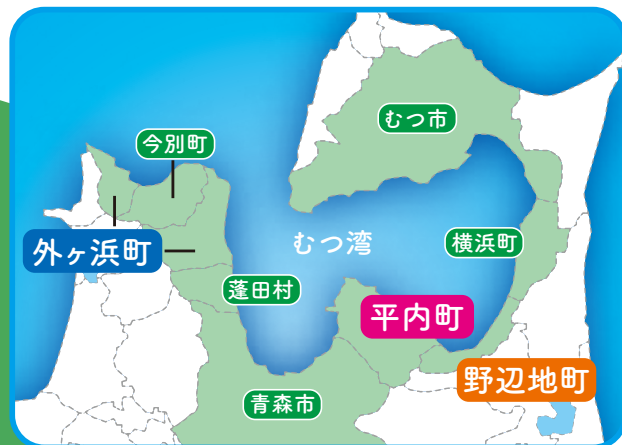 むつ市
今別町
むつ湾
横浜町
外ヶ浜町
蓬田村
平内町
野辺地町
青森市